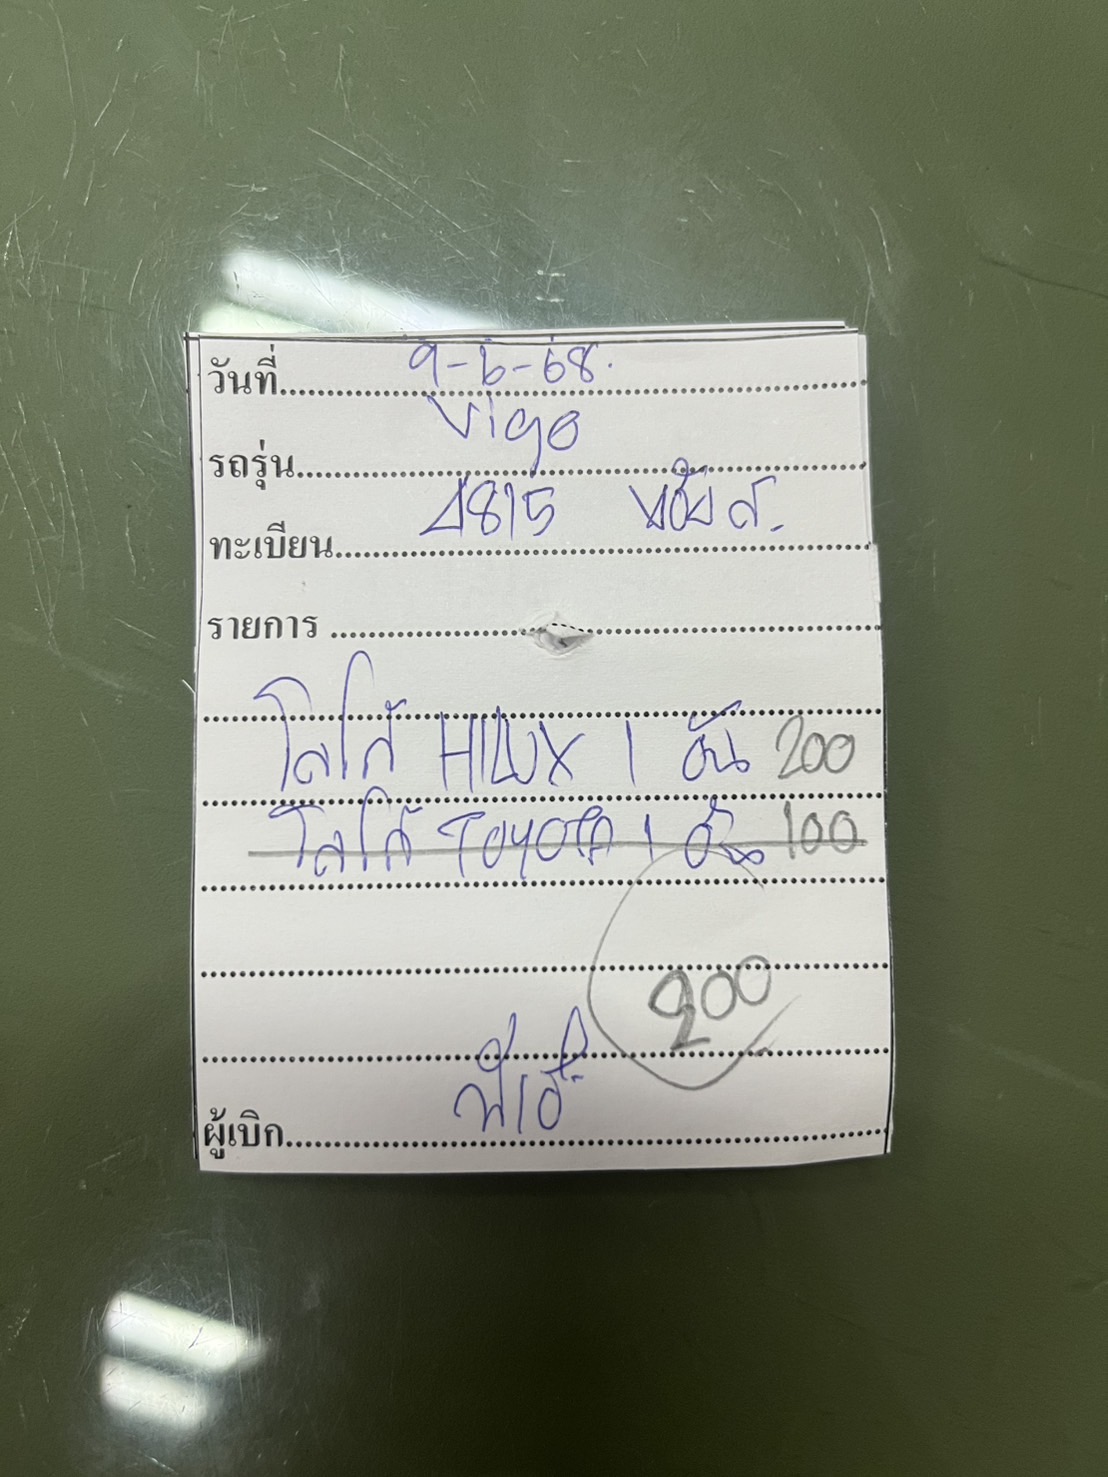 วันที่ 9-6-68.
รถรุ่น Vigo
ทะเบียน 4815
รายการ
โลโก้ HILUX 1 อัน 200
โลโก้ TOYOTA 1 อัน 100
200
ผู้เบิก